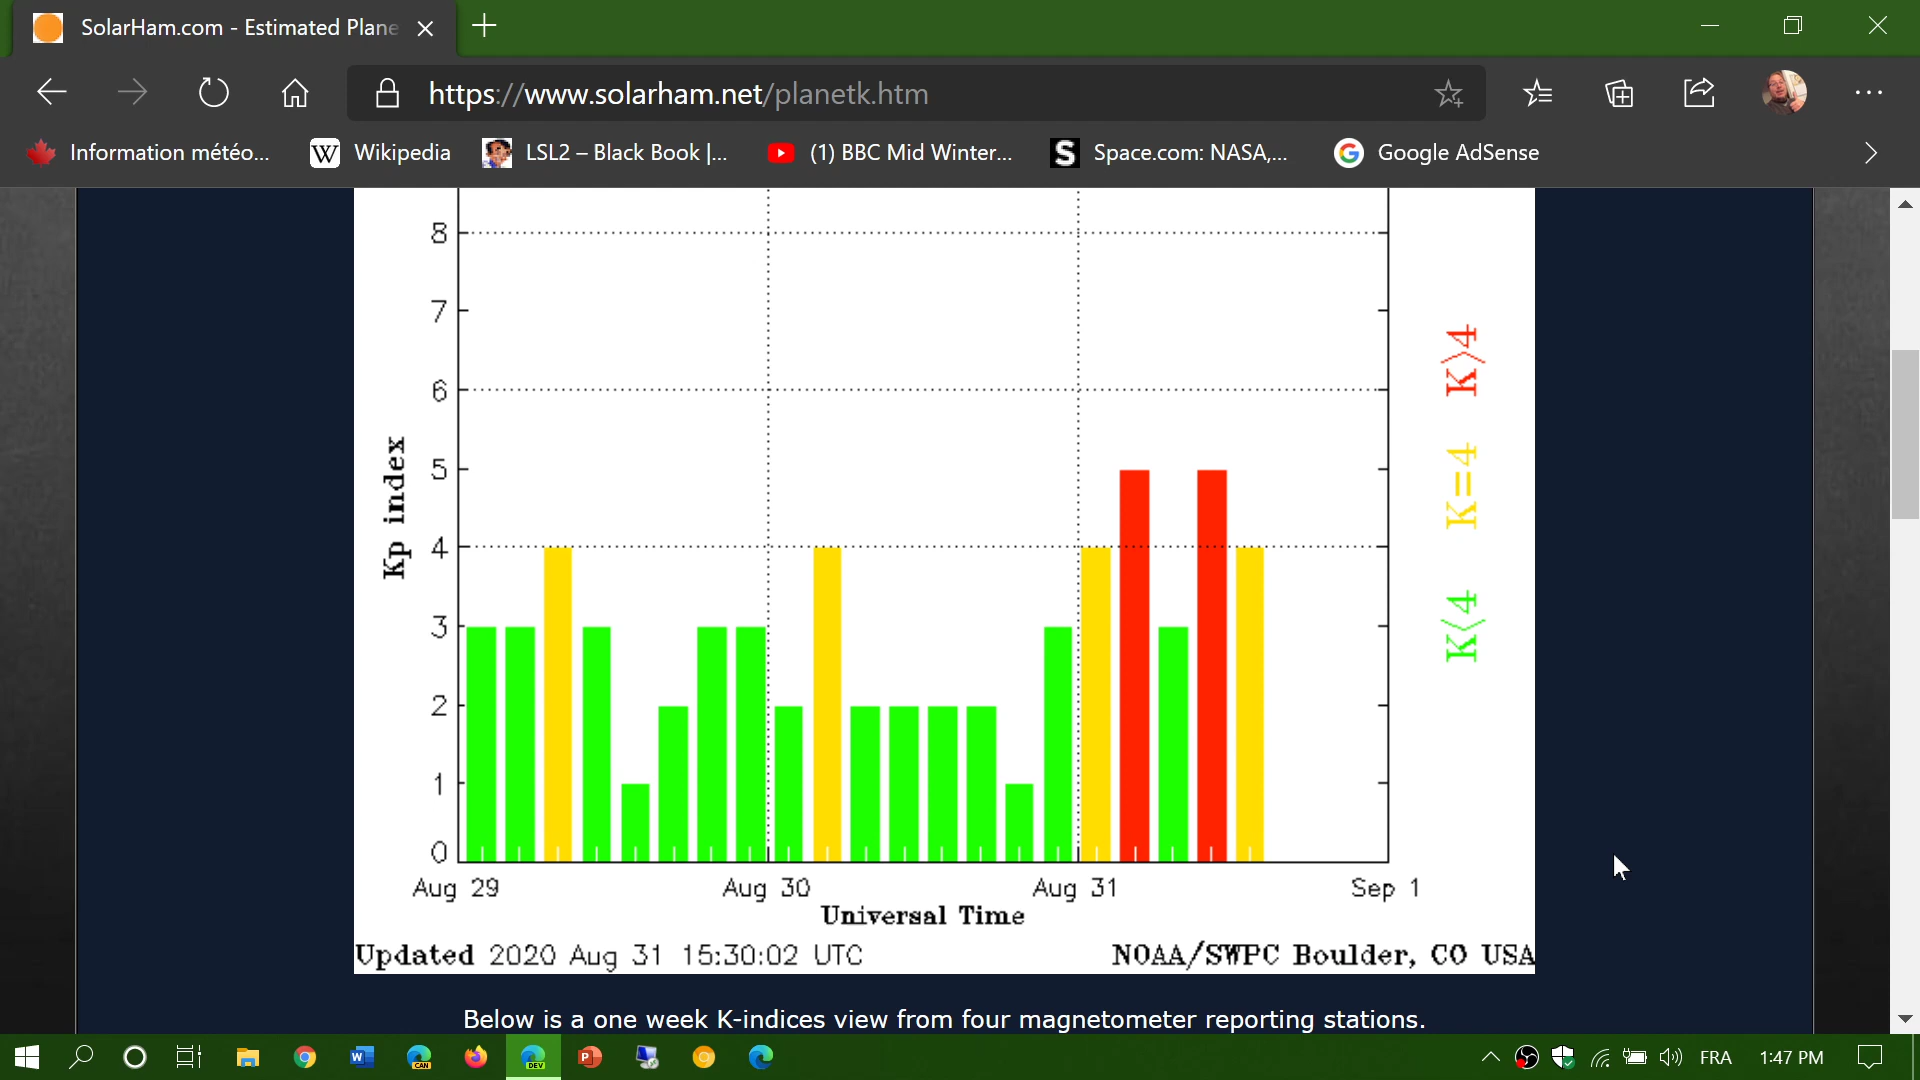 SolarHam.com - Estimated Plane
https://www.solarham.net/planetk.htm
Information météo... Wikipedia LSL2 – Black Book |... (1) BBC Mid Winter... Space.com: NASA,... Google AdSense
8
7
6
5
4
3
2
1
0
Kp index
K>4
K=4
K<4
Aug 29 Aug 30 Aug 31 Sep 1
Universal Time
Updated 2020 Aug 31 15:30:02 UTC NOAA/SWPC Boulder, CO USA
Below is a one week K-indices view from four magnetometer reporting stations.
CAN DEV FRA 1:47 PM